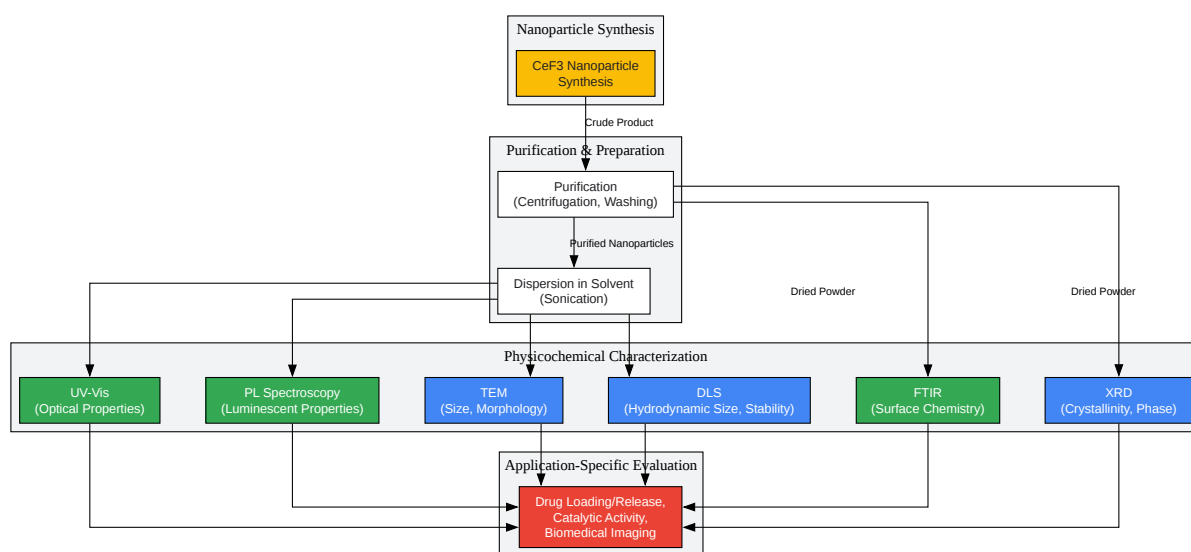 Nanoparticle Synthesis
CeF3 Nanoparticle
Synthesis
Crude Product
Purification & Preparation
Purification
(Centrifugation, Washing)
Purified Nanoparticles
Dispersion in Solvent
(Sonication)
Dried Powder
Dried Powder
Physicochemical Characterization
UV-Vis
(Optical Properties)
PL Spectroscopy
(Luminescent Properties)
TEM
(Size, Morphology)
DLS
(Hydrodynamic Size, Stability)
FTIR
(Surface Chemistry)
XRD
(Crystallinity, Phase)
Application-Specific Evaluation
Drug Loading/Release,
Catalytic Activity,
Biomedical Imaging